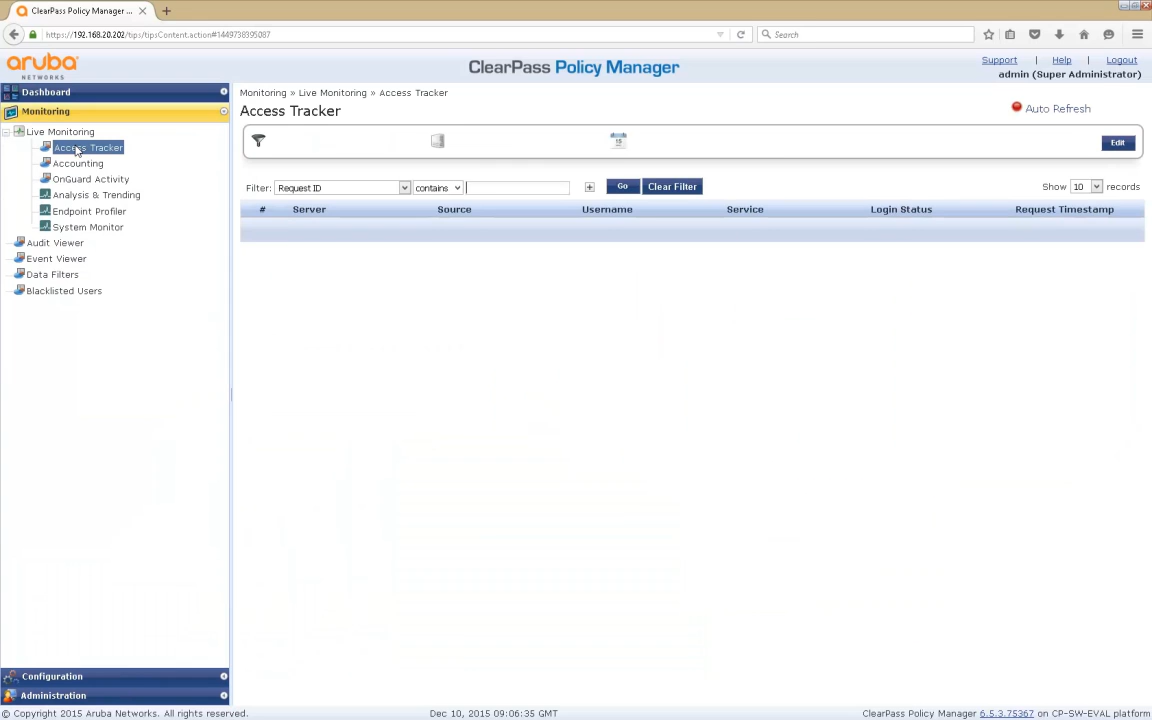 ClearPass Policy Manager ...
https://192.168.20.202/tips/tipsContent.action#1449738395087
Search
aruba
NETWORKS
ClearPass Policy Manager
Support | Help | Logout
admin (Super Administrator)
Dashboard
Monitoring
Live Monitoring
Access Tracker
Accounting
OnGuard Activity
Analysis & Trending
Endpoint Profiler
System Monitor
Audit Viewer
Event Viewer
Data Filters
Blacklisted Users
Configuration
Administration
Monitoring » Live Monitoring » Access Tracker
Access Tracker
Auto Refresh
15
Edit
Filter: Request ID contains + Go Clear Filter Show 10 records
# Server Source Username Service Login Status Request Timestamp
© Copyright 2015 Aruba Networks. All rights reserved. Dec 10, 2015 09:06:35 GMT ClearPass Policy Manager 6.5.3.75367 on CP-SW-EVAL platform